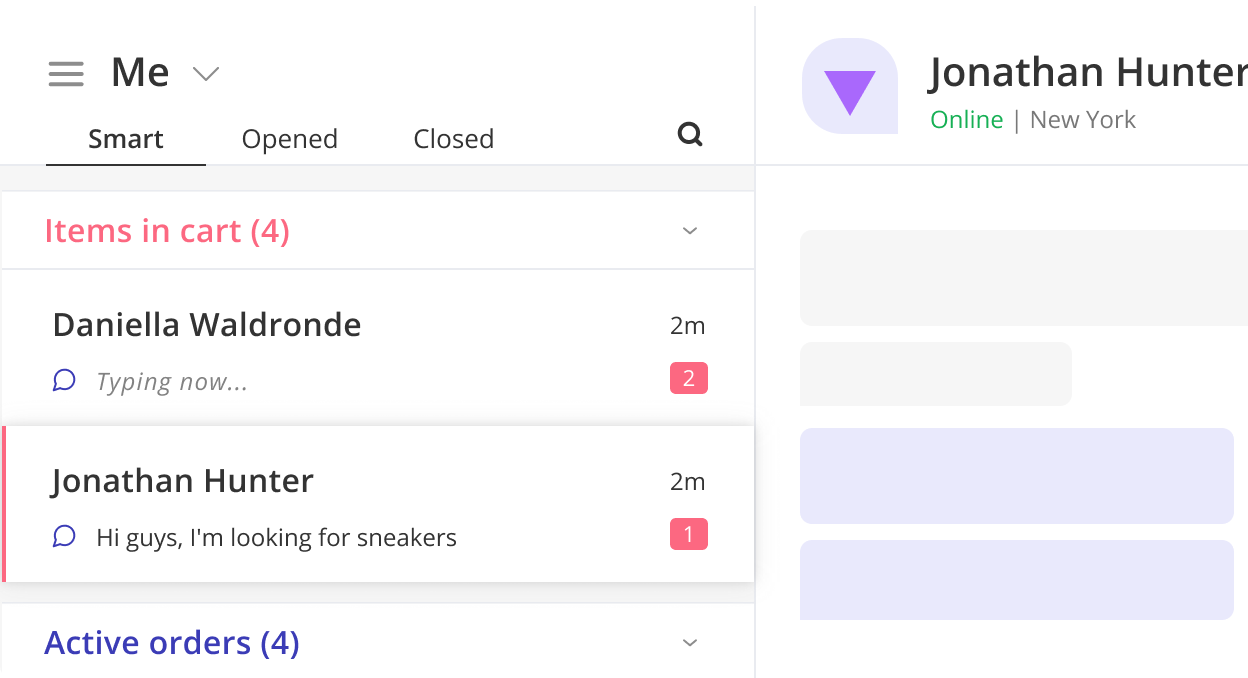 Me
Smart Opened Closed
Items in cart (4)
Daniella Waldronde 2m
Typing now... 2
Jonathan Hunter 2m
Hi guys, I'm looking for sneakers 1
Active orders (4)
Jonathan Hunter
Online | New York